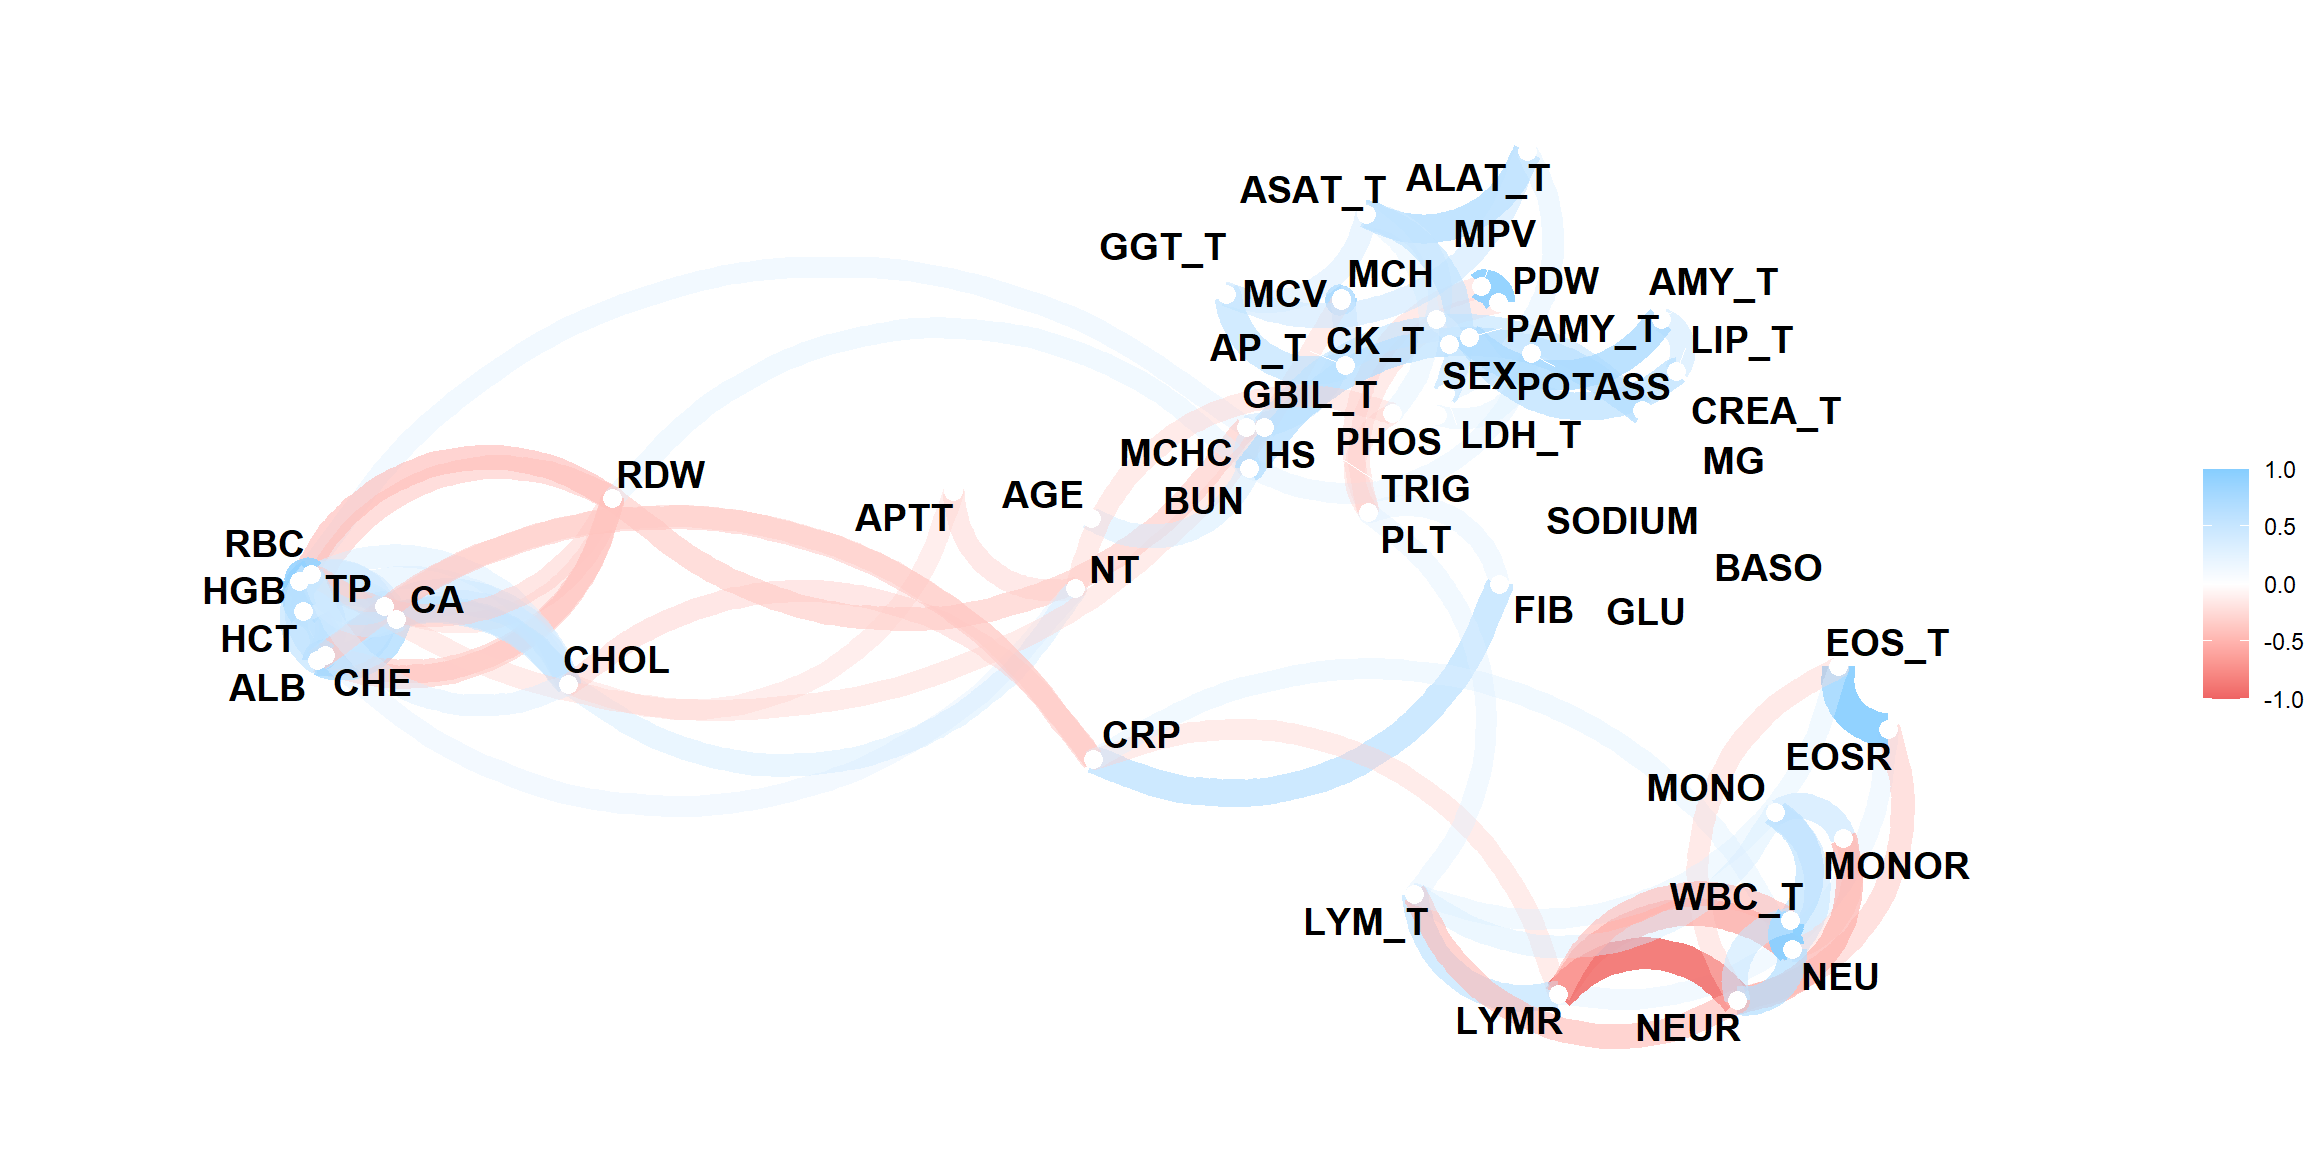 ASAT_T
ALAT_T
MPV
GGT_T
MCV
MCH
PDW
AMY_T
AP_T
CK_T
PAMY_T
LIP_T
GBIL_T
SEX
POTASS
CREA_T
MCHC
HS
PHOS
LDH_T
MG
RDW
APTT
AGE
BUN
TRIG
SODIUM
PLT
RBC
HGB
TP
CA
NT
BASO
HCT
FIB
GLU
ALB
CHE
CHOL
EOS_T
CRP
EOSR
MONO
MONOR
WBC_T
LYM_T
NEU
LYMR
NEUR
1.0
0.5
0.0
-0.5
-1.0